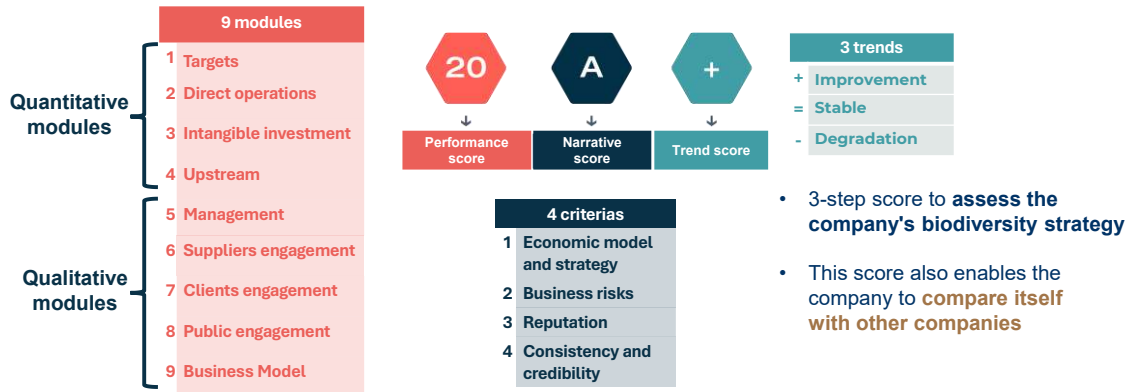 9 modules
Quantitative
modules
1 Targets
2 Direct operations
3 Intangible investment
4 Upstream
Qualitative
modules
5 Management
6 Suppliers engagement
7 Clients engagement
8 Public engagement
9 Business Model
20
A
+
↓
↓
↓
Performance
score
Narrative
score
Trend score
4 criterias
1 Economic model
and strategy
2 Business risks
3 Reputation
4 Consistency and
credibility
3 trends
+ Improvement
= Stable
- Degradation
• 3-step score to assess the
company's biodiversity strategy
• This score also enables the
company to compare itself
with other companies